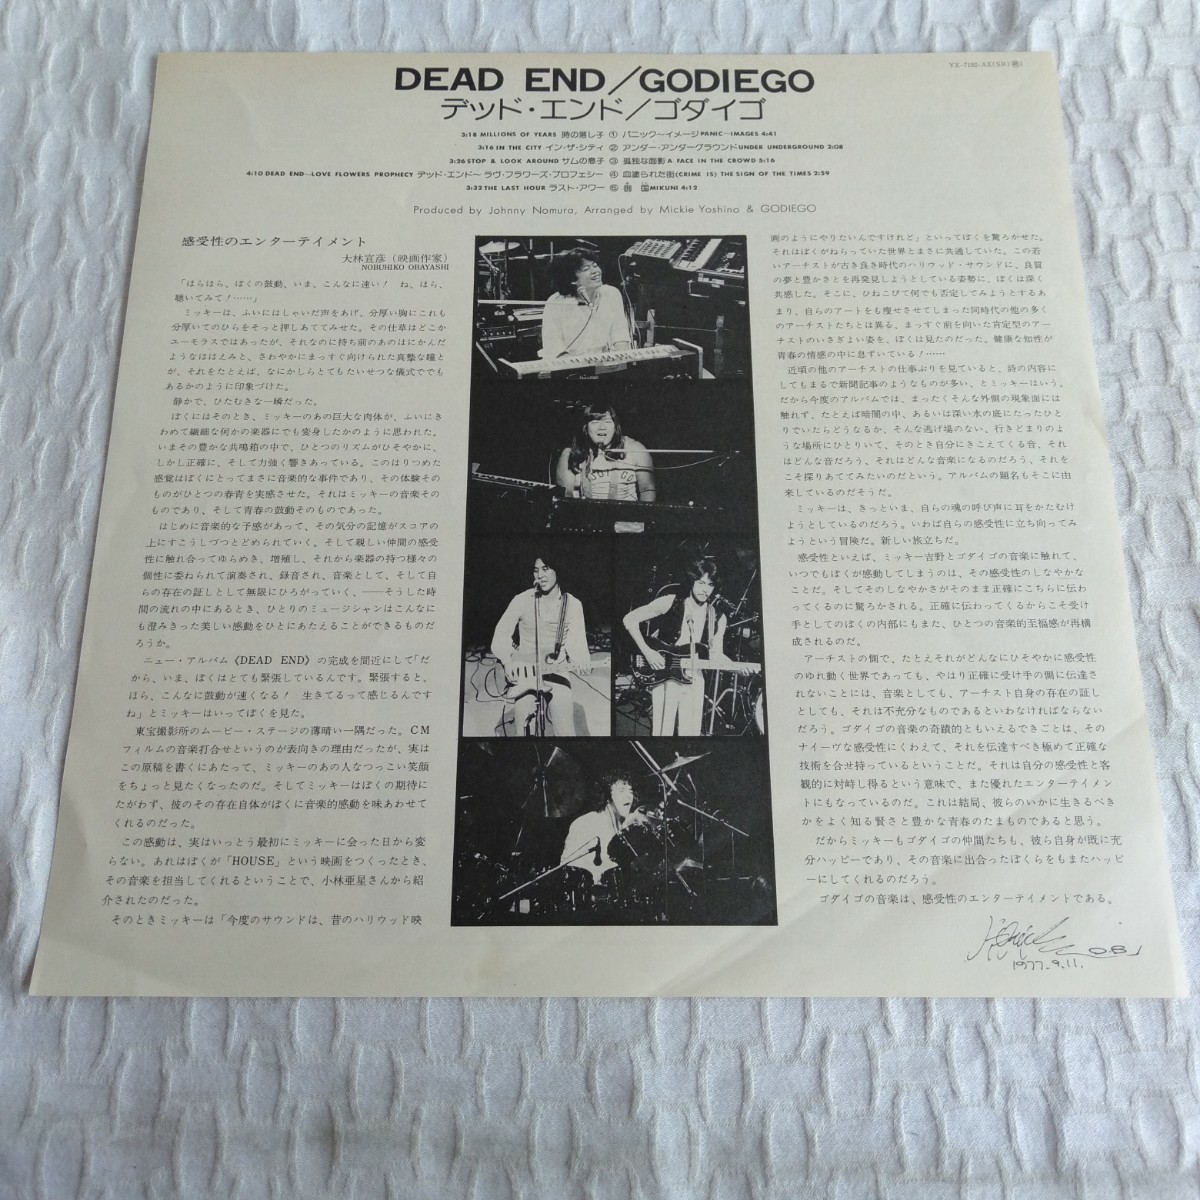 YX-7182-AX(SII)
DEAD END/GODIEGO
デッド・エンド/ゴダイゴ
3:18 MILLIONS OF YEARS 時の落し子 ① パニック〜イメージ PANIC〜IMAGES 4:41
3:16 IN THE CITY イン・ザ・シティ ② アンダー・アンダーグラウンド UNDER UNDERGROUND 2:08
3:26 STOP & LOOK AROUND サムの息子 ③ 孤独な面影 A FACE IN THE CROWD 5:16
4:10 DEAD END〜LOVE FLOWERS PROPHECY デッド・エンド〜ラヴ・フラワーズ・プロフェシー ④ 血塗られた街 (CRIME IS) THE SIGN OF THE TIMES 2:59
3:32 THE LAST HOUR ラスト・アワー ⑤ 御国 MIKUNI 4:12
Produced by Johnny Nomura, Arranged by Mickie Yoshino & GODIEGO
感受性のエンターテイメント
大林宣彦（映画作家）
NOBUHIKO OBAYASHI
「ほらほら、ぼくの鼓動、いま、こんなに速い！ ね、ほら、
聴いてみて！……」
ミッキーは、ふいにはしゃいだ声をあげ、分厚い胸にこれも
分厚いてのひらをそっと押しあててみせた。その仕草はどこか
ユーモラスではあったが、それなのに持ち前のあのはにかんだ
ようなほほえみと、さわやかにまっすぐ向けられた真摯な瞳と
が、それをたとえば、なにかしらとてもたいせつな儀式ででも
あるかのように印象づけた。
静かで、ひたむきな一瞬だった。
ぼくにはそのとき、ミッキーのあの巨大な肉体が、ふいにき
わめて繊細な何かの楽器にでも変身したかのように思われた。
いまその豊かな共鳴箱の中で、ひとつのリズムがひそやかに、
しかし正確に、そして力強く響きあっている。このはりつめた
感覚はぼくにとってまさに音楽的な事件であり、その体験その
ものがひとつの春青を実感させた。それはミッキーの音楽その
ものであり、そして青春の鼓動そのものであった。
はじめに音楽的な予感があって、その気分の記憶がスコアの
上にすこうしづつとどめられていく。そして親しい仲間の感受
性に触れ合ってゆらめき、増殖し、それから楽器の持つ様々の
個性に委ねられて演奏され、録音され、音楽として、そして自
らの存在の証しとして無限にひろがっていく、――そうした時
間の流れの中にあるとき、ひとりのミュージシャンはこんなに
も澄みきった美しい感動をひとにあたえることができるものだ
ろうか。
ニュー・アルバム《DEAD END》の完成を間近にして「だ
から、いま、ぼくはとても緊張しているんです。緊張すると、
ほら、こんなに鼓動が速くなる！ 生きてるって感じるんです
ね」とミッキーはいってぼくを見た。
東宝撮影所のムービー・ステージの薄晴い一隅だった。CM
フィルムの音楽打合せというのが表向きの理由だったが、実は
この原稿を書くにあたって、ミッキーのあの人なつっこい笑顔
をちょっと見たくなったのだ。そしてミッキーはぼくの期待に
たがわず、彼のその存在自体がぼくに音楽的感動を味あわせて
くれるのだった。
この感動は、実はいっとう最初にミッキーに会った日から変
らない。あれはぼくが「HOUSE」という映画をつくったとき、
その音楽を担当してくれるということで、小林亜星さんから紹
介されたのだった。
そのときミッキーは「今度のサウンドは、昔のハリウッド映
画のようにやりたいんですけれど」といってぼくを驚ろかせた。
それはぼくがねらっていた世界とまさに共通していた。この若
いアーチストが古き良き時代のハリウッド・サウンドに、良質
の夢と豊かさとを再発見しようとしている姿勢に、ぼくは深く
共感した。そこに、ひねこびて何でも否定してみようとするあ
まり、自らのアートをも痩せさせてしまった同時代の他の多く
のアーチストたちとは異る、まっすぐ前を向いた肯定型のアー
チストのいさぎよい姿を、ぼくは見たのだった。健康な知性が
青春の情感の中に息ずいている！……
近頃の他のアーチストの仕事ぶりを見ていると、詩の内容に
してもまるで新聞記事のようなものが多い、とミッキーはいう。
だから今度のアルバムでは、まったくそんな外側の現象面には
触れず、たとえば暗闇の中、あるいは深い水の底にたったひと
りでいたらどうなるか、そんな逃げ場のない、行きどまりのよ
うな場所にひとりいて、そのとき自分にきこえてくる音、それ
はどんな音だろう、それはどんな音楽になるのだろう、それを
こそ探りあててみたいのだという。アルバムの題名もそこに由
来しているのだそうだ。
ミッキーは、きっといま、自らの魂の呼び声に耳をかたむけ
ようとしているのだろう。いわば自らの感受性に立ち向ってみ
ようという冒険だ。新しい旅立ちだ。
感受性といえば、ミッキー吉野とゴダイゴの音楽に触れて、
いつでもぼくが感動してしまうのは、その感受性のしなやかな
ことだ。そしてそのしなやかさがそのまま正確にこちらに伝わ
ってくるのに驚ろかされる。正確に伝わってくるからこそ受け
手としてのぼくの内部にもまた、ひとつの音楽的至福感が再構
成されるのだ。
アーチストの側で、たとえそれがどんなにひそやかに感受性
のゆれ動く世界であっても、やはり正確に受け手の側に伝達さ
れないことには、音楽としても、アーチスト自身の存在の証し
としても、それは不充分なものであるといわなければならない
だろう。ゴダイゴの音楽の奇蹟的ともいえるできごとは、その
ナイーヴな感受性にくわえて、それを伝達すべき極めて正確な
技術を合せ持っているということだ。それは自分の感受性と客
観的に対峙し得るという意味で、また優れたエンターテイメン
トにもなっているのだ。これは結局、彼らのいかに生きるべき
かをよく知る賢さと豊かな青春のたまものであると思う。
だからミッキーもゴダイゴの仲間たちも、彼ら自身が既に充
分ハッピーであり、その音楽に出合ったぼくらをもまたハッピ
ーにしてくれるのだろう。
ゴダイゴの音楽は、感受性のエンターテイメントである。
O.B.
1977.9.11.